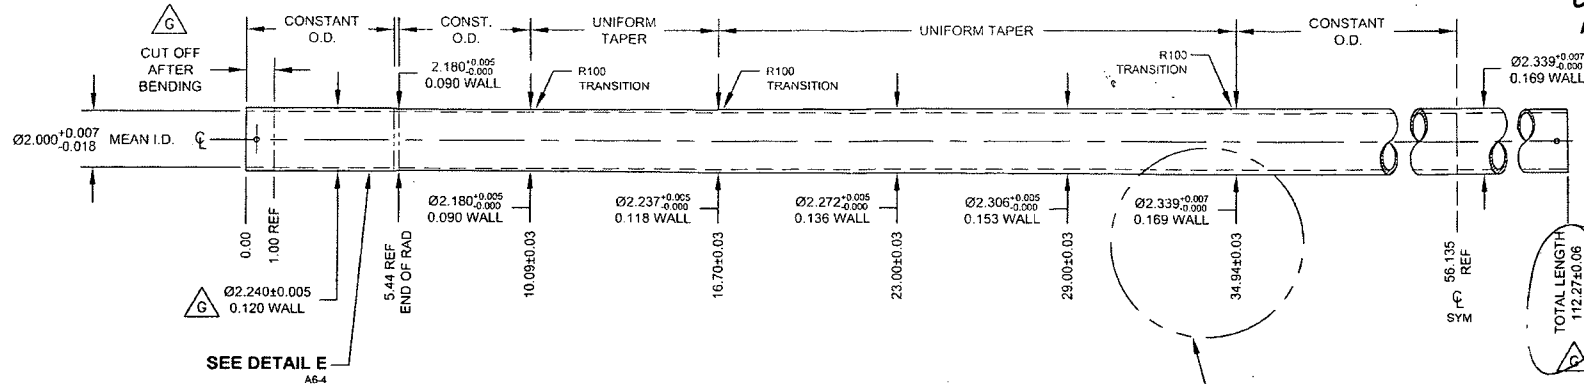 G
CUT OFF
AFTER
BENDING
CONSTANT
O.D.
CONST.
O.D.
UNIFORM
TAPER
UNIFORM TAPER
CONSTANT
O.D.
2.180+0.005
-0.000
0.090 WALL
R100
TRANSITION
R100
TRANSITION
R100
TRANSITION
Ø2.339+0.007
-0.000
0.169 WALL
Ø2.000+0.007
-0.018
MEAN I.D.
℄
0.00
1.00 REF
Ø2.240±0.005
0.120 WALL
G
5.44 REF
END OF RAD
Ø2.180+0.005
-0.000
0.090 WALL
10.09±0.03
Ø2.237+0.005
-0.000
0.118 WALL
16.70±0.03
Ø2.272+0.005
-0.000
0.136 WALL
23.00±0.03
Ø2.306+0.005
-0.000
0.153 WALL
29.00±0.03
Ø2.339+0.007
-0.000
0.169 WALL
34.94±0.03
56.135
REF
℄
SYM
TOTAL LENGTH
112.27±0.06
G
SEE DETAIL E
A6-4